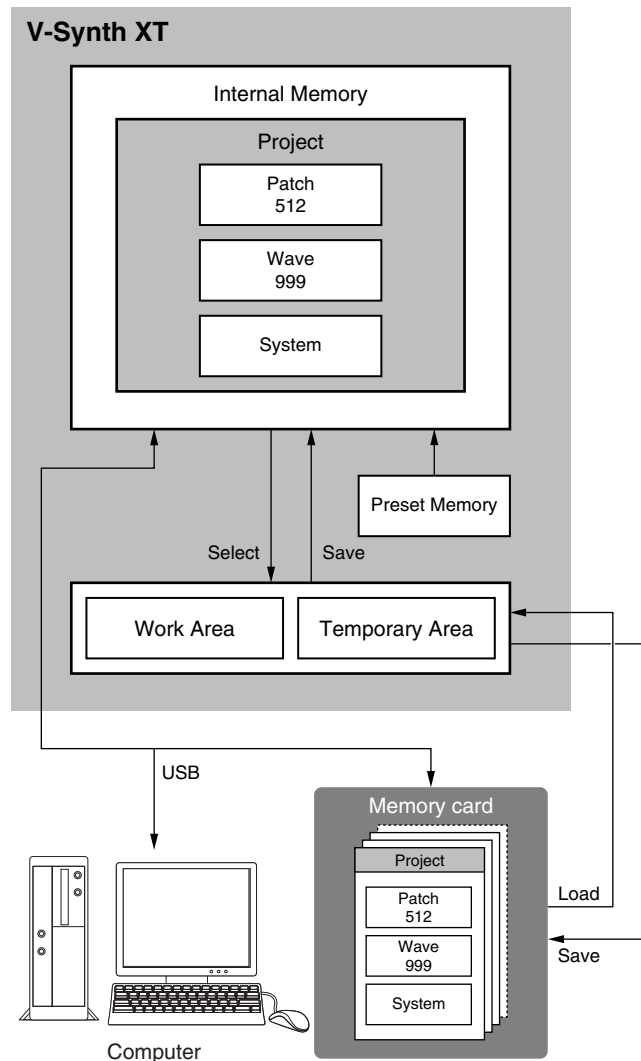 V-Synth XT
Internal Memory
Project
Patch
512
Wave
999
System
Preset Memory
Select
Save
Work Area
Temporary Area
USB
Memory card
Project
Patch
512
Wave
999
System
Load
Save
Computer